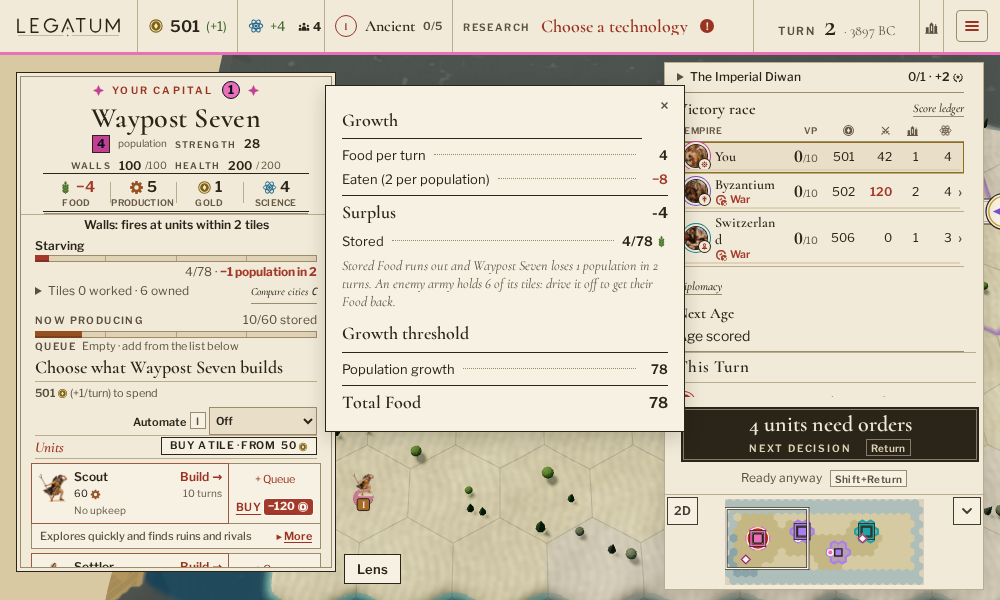 LEGATUM
501 (+1)
+4
4
I Ancient 0/5
RESEARCH Choose a technology !
TURN 2 · 3897 BC
YOUR CAPITAL 1
Waypost Seven
4 population STRENGTH 28
WALLS 100 /100 HEALTH 200 /200
−4 5 1 4
FOOD PRODUCTION GOLD SCIENCE
Walls: fires at units within 2 tiles
Starving
4/78 · −1 population in 2
Tiles 0 worked · 6 owned
Compare cities C
NOW PRODUCING 10/60 stored
QUEUE Empty · add from the list below
Choose what Waypost Seven builds
501 (+1/turn) to spend
Automate I Off
Units BUY A TILE · FROM 50
Scout Build →
60 10 turns
No upkeep
+ Queue
BUY −120
Explores quickly and finds ruins and rivals ▸ More
×
Growth
Food per turn 4
Eaten (2 per population) −8
Surplus -4
Stored 4/78
Stored Food runs out and Waypost Seven loses 1 population in 2
turns. An enemy army holds 6 of its tiles: drive it off to get their
Food back.
Growth threshold
Population growth 78
Total Food 78
I
Lens
The Imperial Diwan 0/1 · +2
Victory race Score ledger
EMPIRE VP
You 0/10 501 42 1 4
Byzantium 0/10 502 120 2 4 ›
War
Switzerlan
d 0/10 506 0 1 3 ›
War
iplomacy
Next Age
Age scored
This Turn
4 units need orders
NEXT DECISION Return
Ready anyway Shift+Return
2D